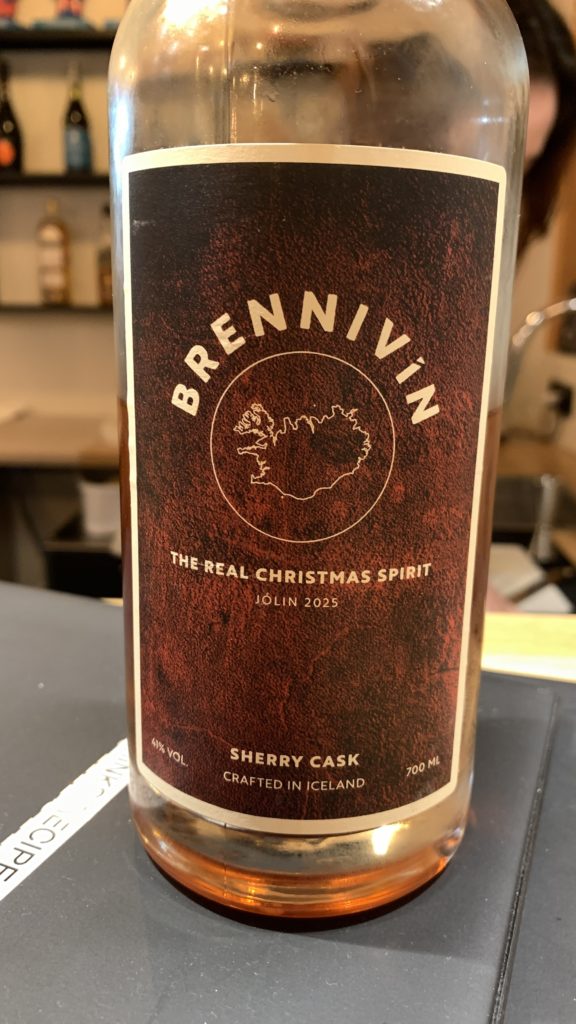 BRENNIVíN
THE REAL CHRISTMAS SPIRIT
JÓLIN 2025
41% VOL.
SHERRY CASK
700 ML
CRAFTED IN ICELAND